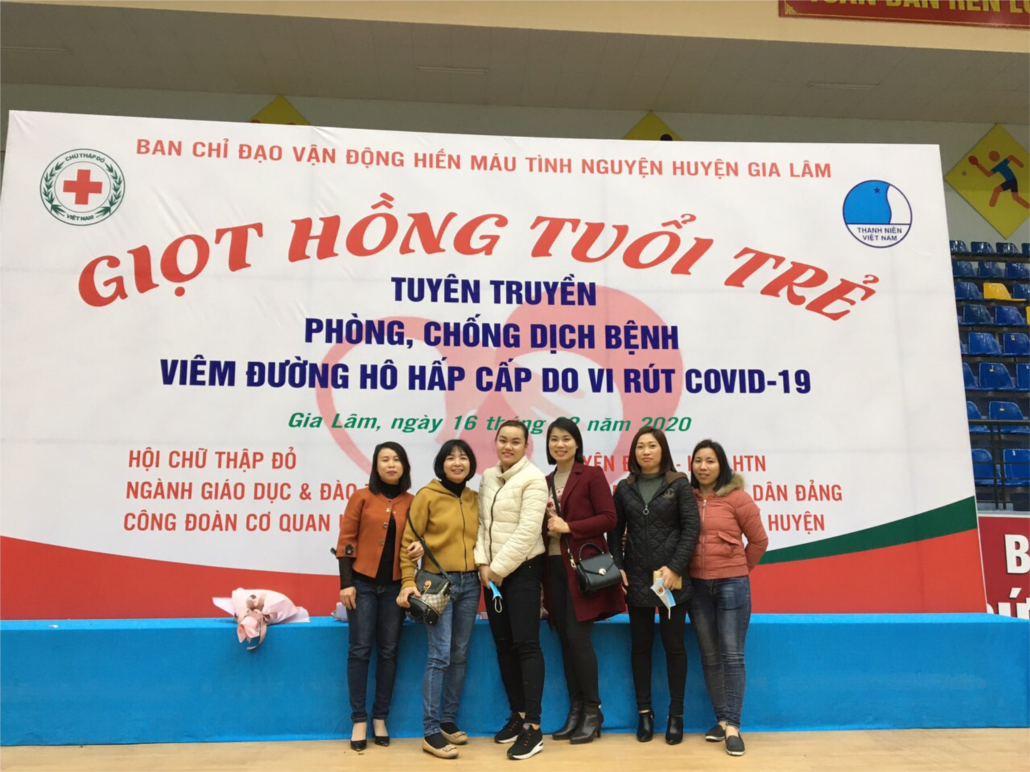 BAN CHỈ ĐẠO VẬN ĐỘNG HIẾN MÁU TÌNH NGUYỆN HUYỆN GIA LÂM
CHỮ THẬP ĐỎ
VIỆT NAM
THANH NIÊN
VIỆT NAM
GIỌT HỒNG TUỔI TRẺ
TUYÊN TRUYỀN
PHÒNG, CHỐNG DỊCH BỆNH
VIÊM ĐƯỜNG HÔ HẤP CẤP DO VI RÚT COVID-19
Gia Lâm, ngày 16 năm 2020
HỘI CHỮ THẬP ĐỎ
NGÀNH GIÁO DỤC & ĐÀO DÂN ĐẢNG
CÔNG ĐOÀN CƠ QUAN HUYỆN